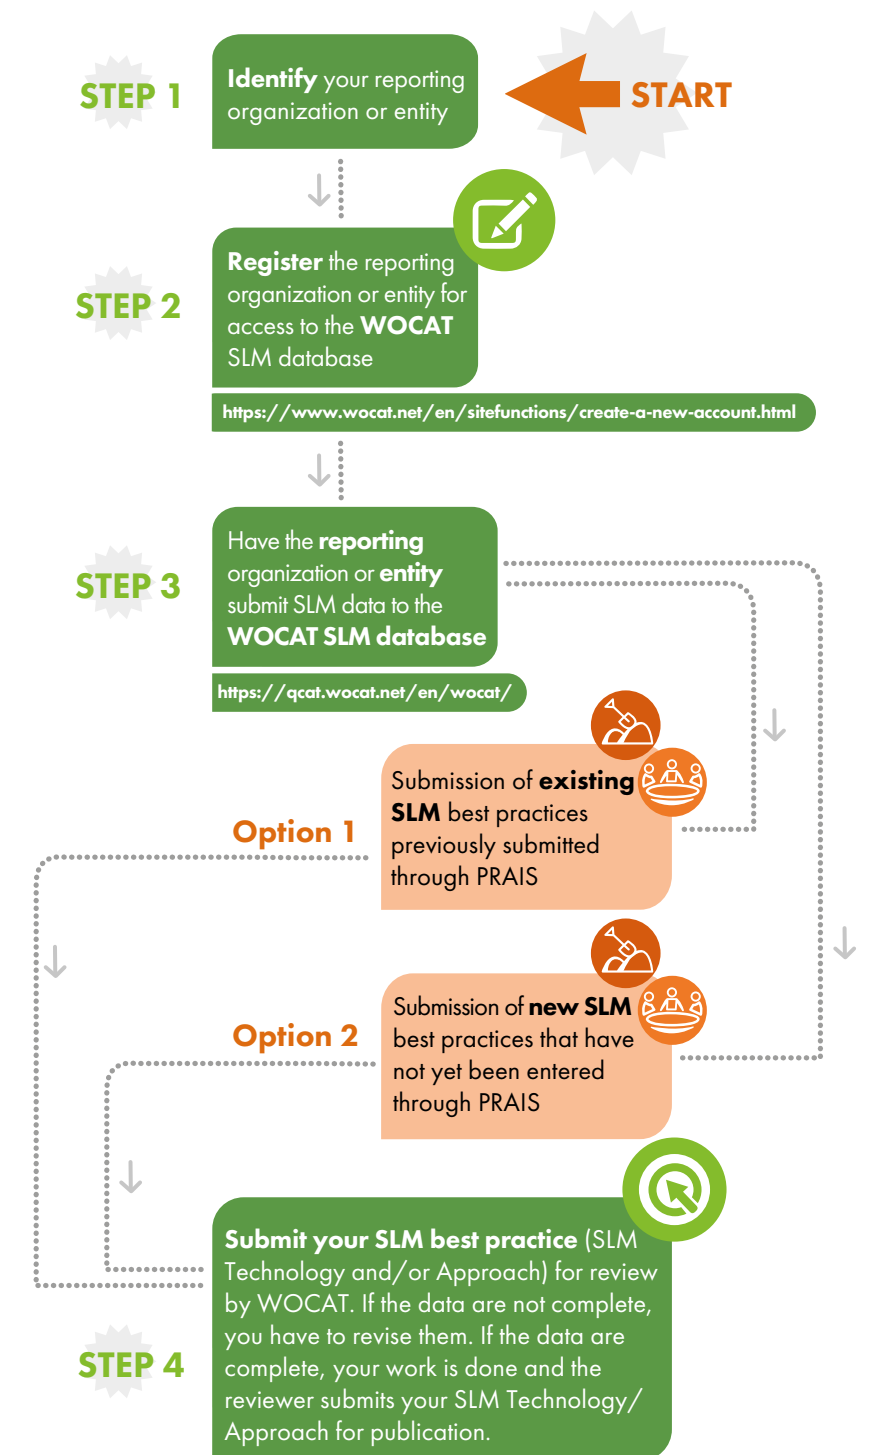 START
STEP 1
Identify your reporting
organization or entity
STEP 2
Register the reporting
organization or entity for
access to the WOCAT
SLM database
https://www.wocat.net/en/sitefunctions/create-a-new-account.html
STEP 3
Have the reporting
organization or entity
submit SLM data to the
WOCAT SLM database
https://qcat.wocat.net/en/wocat/
Option 1
Submission of existing
SLM best practices
previously submitted
through PRAIS
Option 2
Submission of new SLM
best practices that have
not yet been entered
through PRAIS
STEP 4
Submit your SLM best practice (SLM
Technology and/or Approach) for review
by WOCAT. If the data are not complete,
you have to revise them. If the data are
complete, your work is done and the
reviewer submits your SLM Technology/
Approach for publication.